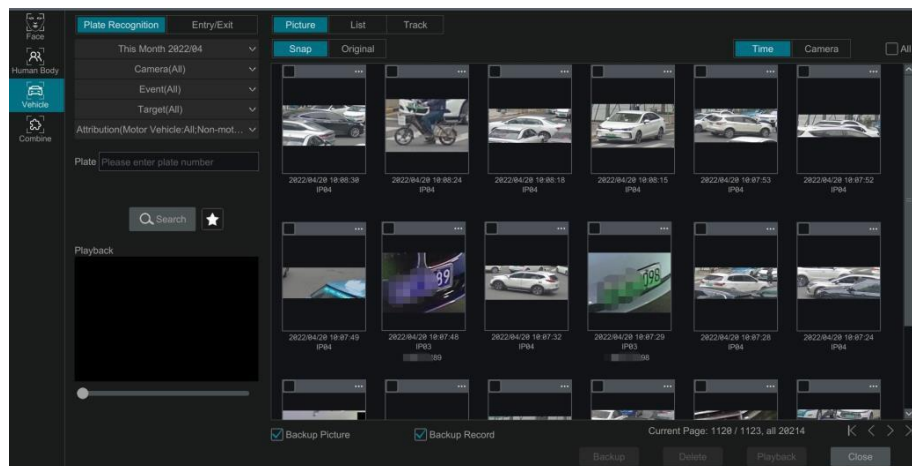 Face
Human Body
Vehicle
Combine
Plate Recognition Entry/Exit
This Month 2022/04
Camera(All)
Event(All)
Target(All)
Attribution(Motor Vehicle:All;Non-mot...
Plate Please enter plate number
Search
Playback
Picture List Track
Snap Original Time Camera All
2022/04/20 10:08:30 2022/04/20 10:08:24 2022/04/20 10:08:18 2022/04/20 10:08:15 2022/04/20 10:07:53 2022/04/20 10:07:52
IP04 IP04 IP04 IP04 IP04 IP04
89 098
2022/04/20 10:07:49 2022/04/20 10:07:48 2022/04/20 10:07:32 2022/04/20 10:07:29 2022/04/20 10:07:28 2022/04/20 10:07:24
IP04 IP03 IP04 IP03 IP04 IP04
89 98
Backup Picture Backup Record Current Page: 1120 / 1123, all 20214
Backup Delete Playback Close